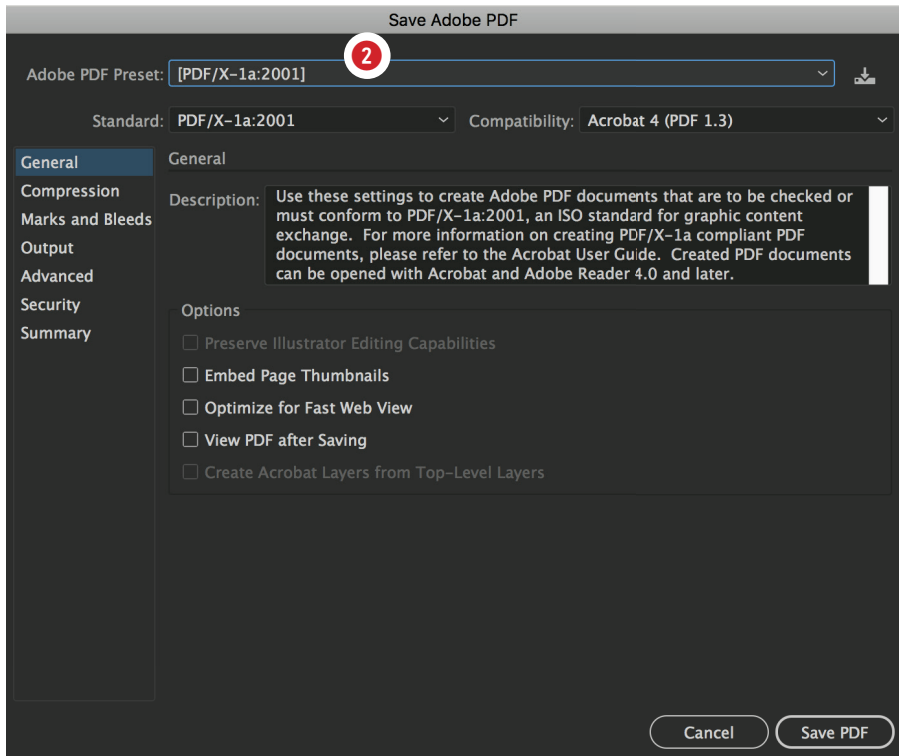 Save Adobe PDF
2
Adobe PDF Preset: [PDF/X-1a:2001]
Standard: PDF/X-1a:2001 Compatibility: Acrobat 4 (PDF 1.3)
General
Compression
Marks and Bleeds
Output
Advanced
Security
Summary
General
Description: Use these settings to create Adobe PDF documents that are to be checked or
must conform to PDF/X-1a:2001, an ISO standard for graphic content
exchange. For more information on creating PDF/X-1a compliant PDF
documents, please refer to the Acrobat User Guide. Created PDF documents
can be opened with Acrobat and Adobe Reader 4.0 and later.
Options
Preserve Illustrator Editing Capabilities
Embed Page Thumbnails
Optimize for Fast Web View
View PDF after Saving
Create Acrobat Layers from Top-Level Layers
Cancel Save PDF